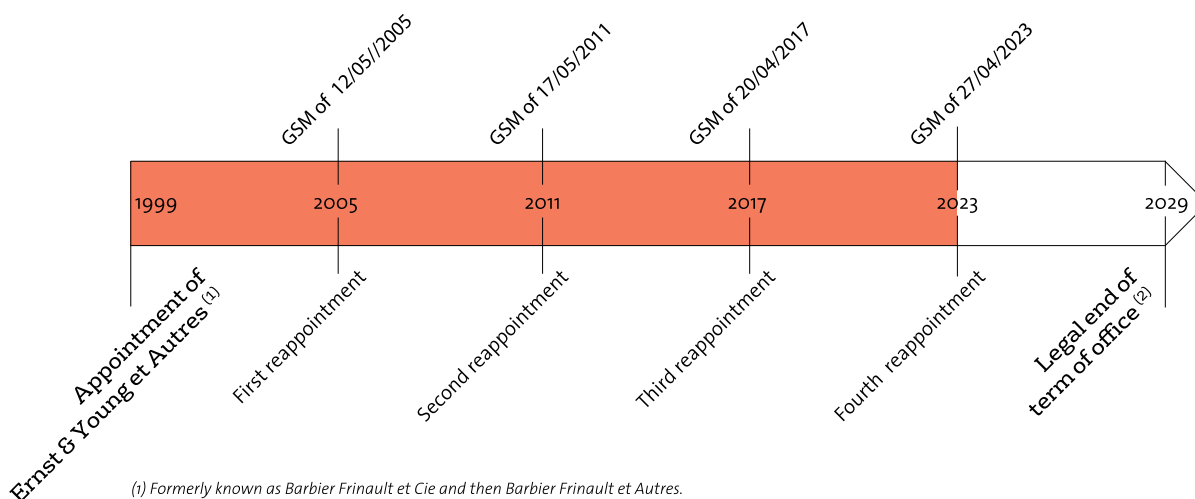 GSM of 12/05//2005
GSM of 17/05/2011
GSM of 20/04/2017
GSM of 27/04/2023
1999
2005
2011
2017
2023
2029
Appointment of
Ernst & Young et Autres (1)
First reappointment
Second reappointment
Third reappointment
Fourth reappointment
Legal end of
term of office (2)
(1) Formerly known as Barbier Frinault et Cie and then Barbier Frinault et Autres.